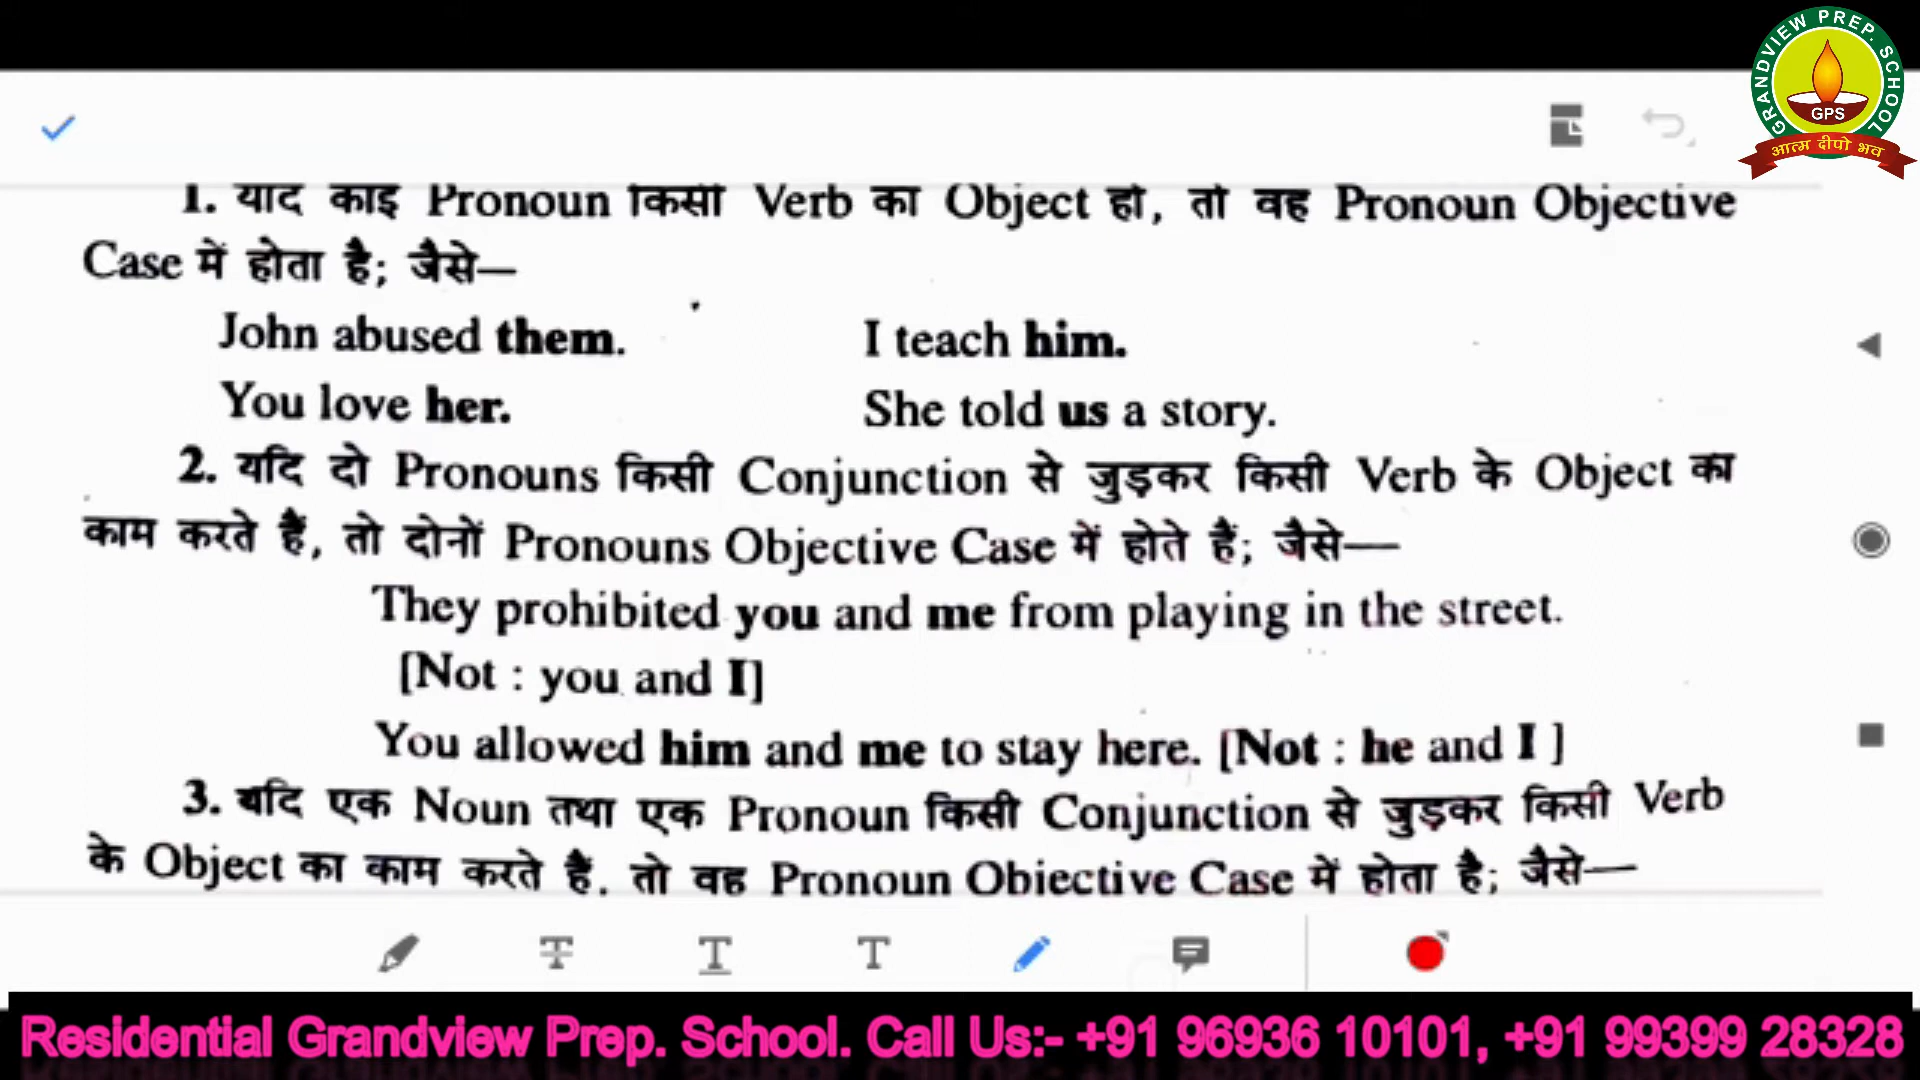 GRANDVIEW PREP. SCHOOL
GPS
आत्म दीपो भव
1. यदि कोई Pronoun किसी Verb का Object हो, तो वह Pronoun Objective
Case में होता है; जैसे—
John abused them. I teach him.
You love her. She told us a story.
2. यदि दो Pronouns किसी Conjunction से जुड़कर किसी Verb के Object का
काम करते हैं, तो दोनों Pronouns Objective Case में होते हैं; जैसे—
They prohibited you and me from playing in the street.
[Not : you and I]
You allowed him and me to stay here. [Not : he and I ]
3. यदि एक Noun तथा एक Pronoun किसी Conjunction से जुड़कर किसी Verb
के Object का काम करते हैं, तो वह Pronoun Objective Case में होता है; जैसे—
T T T
Residential Grandview Prep. School. Call Us:- +91 96936 10101, +91 99399 28328